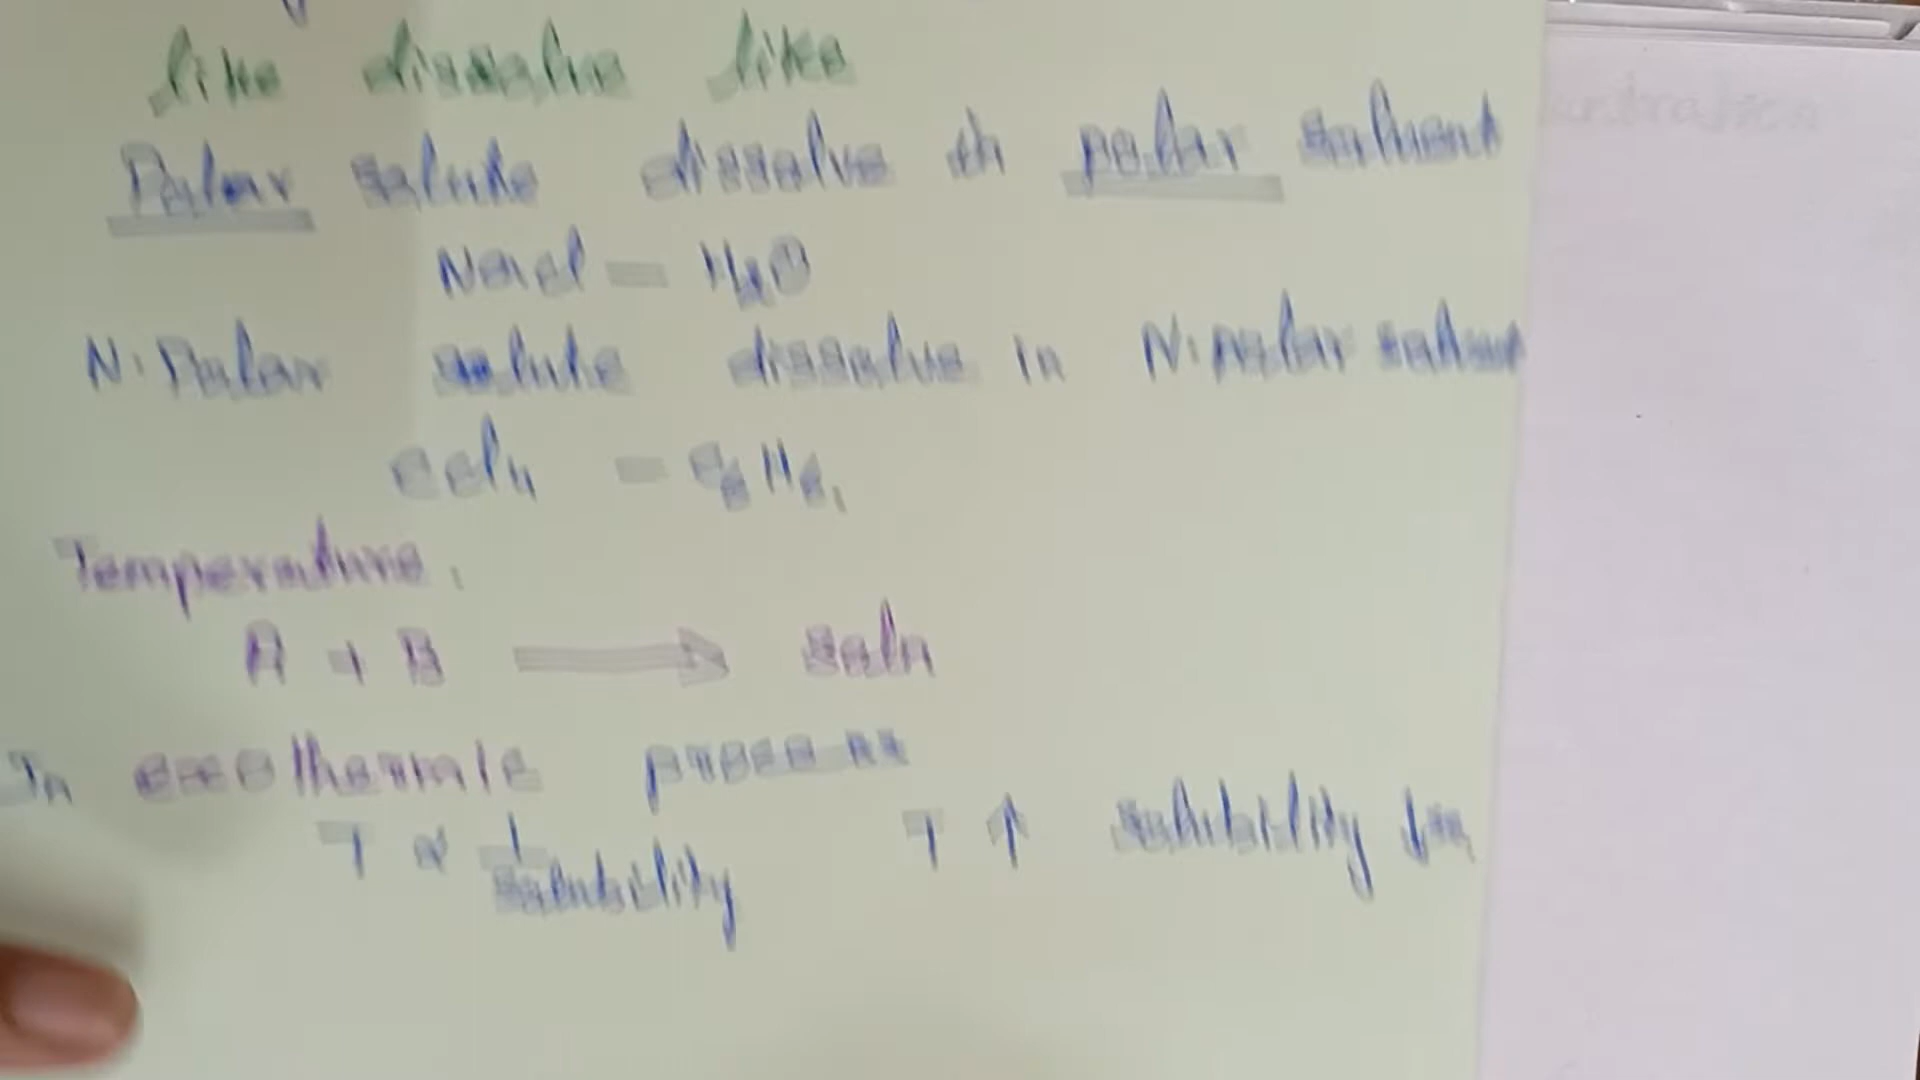 like dissolve like
Polar solute dissolve in polar solvent
Nacl = H2O
N.Polar solute dissolve in N.polar solvent
ccl4 = C6H6,
Temperature,
A + B → soln
In exothermic process
T ∝ 1/solubility T ↑ solubility ↓es